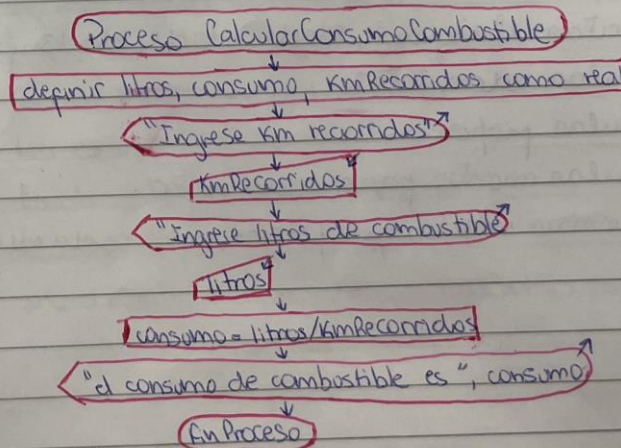 Proceso CalcularConsumoCombustible
definir litros, consumo, KmRecorridos como real
"Ingrese Km recorridos"
KmRecorridos
"Ingrese litros de combustible
litros
consumo = litros/KmRecorridos
"el consumo de combustible es ", consumo
FinProceso